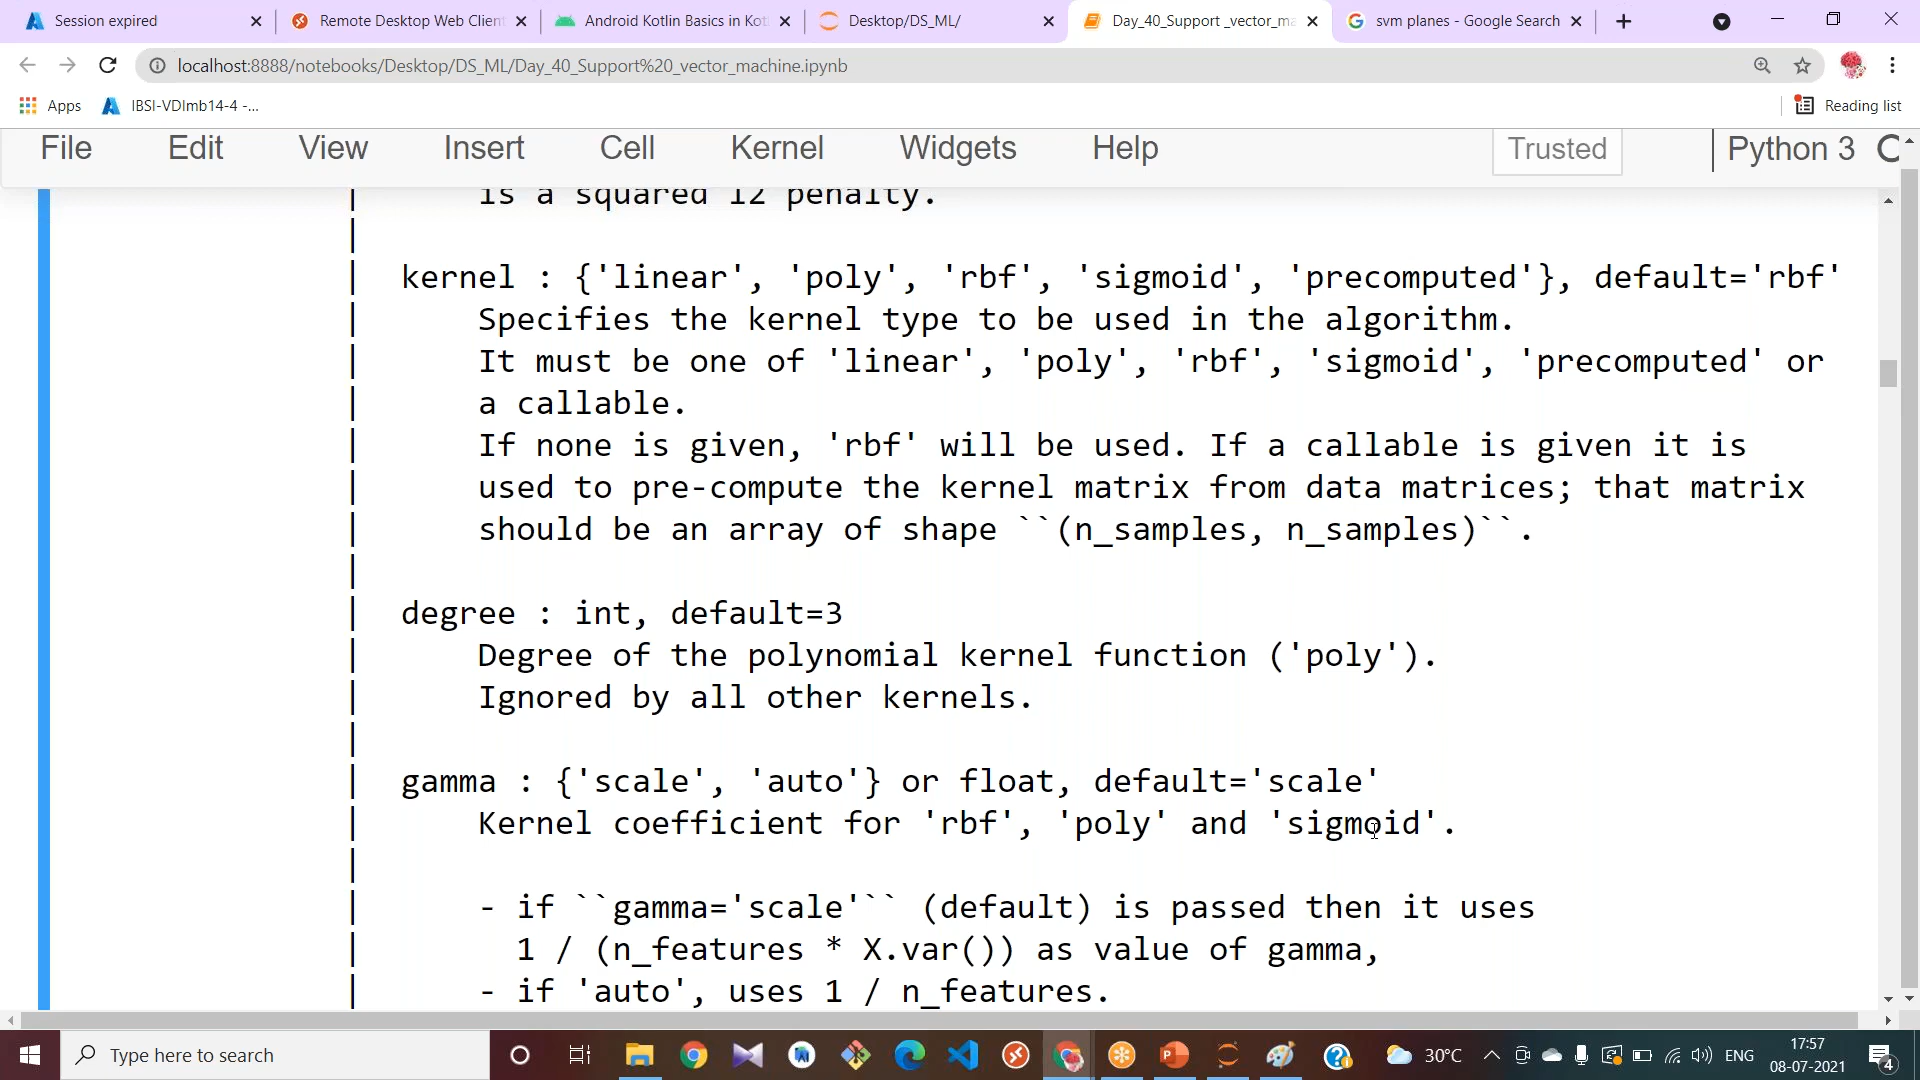 Session expired
Remote Desktop Web Client
Android Kotlin Basics in Kot
Desktop/DS_ML/
Day_40_Support _vector_ma
svm planes - Google Search
localhost:8888/notebooks/Desktop/DS_ML/Day_40_Support%20_vector_machine.ipynb
Apps
IBSI-VDImb14-4 -...
Reading list
File Edit View Insert Cell Kernel Widgets Help Trusted Python 3
is a squared l2 penalty.
kernel : {'linear', 'poly', 'rbf', 'sigmoid', 'precomputed'}, default='rbf'
Specifies the kernel type to be used in the algorithm.
It must be one of 'linear', 'poly', 'rbf', 'sigmoid', 'precomputed' or
a callable.
If none is given, 'rbf' will be used. If a callable is given it is
used to pre-compute the kernel matrix from data matrices; that matrix
should be an array of shape ``(n_samples, n_samples)``.
degree : int, default=3
Degree of the polynomial kernel function ('poly').
Ignored by all other kernels.
gamma : {'scale', 'auto'} or float, default='scale'
Kernel coefficient for 'rbf', 'poly' and 'sigmoid'.
- if ``gamma='scale'`` (default) is passed then it uses
1 / (n_features * X.var()) as value of gamma,
- if 'auto', uses 1 / n_features.
Type here to search
30°C
ENG
17:57
08-07-2021
4